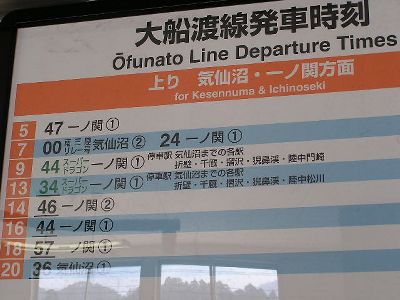 大船渡線発車時刻
Ōfunato Line Departure Times
上り 気仙沼・一ノ関方面
for Kesennuma & Ichinoseki
5 47 一ノ関①
7 00 気仙沼② 24 一ノ関①
9 44 スーパードラゴン 一ノ関① 停車駅 気仙沼までの各駅
折壁・千厩・摺沢・猊鼻渓・陸中門崎
13 34 スーパードラゴン 一ノ関① 停車駅 気仙沼までの各駅
折壁・千厩・摺沢・猊鼻渓・陸中松川
14 46 一ノ関②
16 44 一ノ関①
18 57 一ノ関①
20 36 気仙沼①